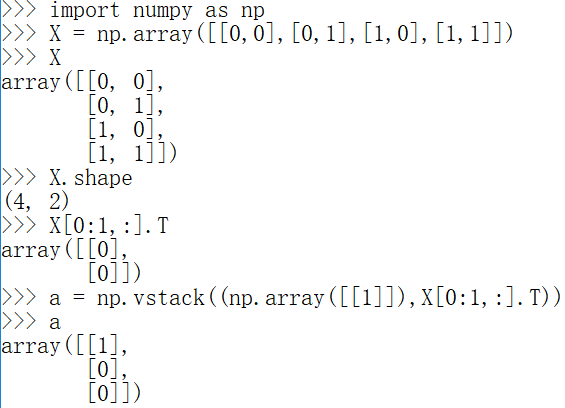 >>> import numpy as np
>>> X = np.array([[0,0],[0,1],[1,0],[1,1]])
>>> X
array([[0, 0],
       [0, 1],
       [1, 0],
       [1, 1]])
>>> X.shape
(4, 2)
>>> X[0:1,:].T
array([[0],
       [0]])
>>> a = np.vstack((np.array([[1]]),X[0:1,:].T))
>>> a
array([[1],
       [0],
       [0]])